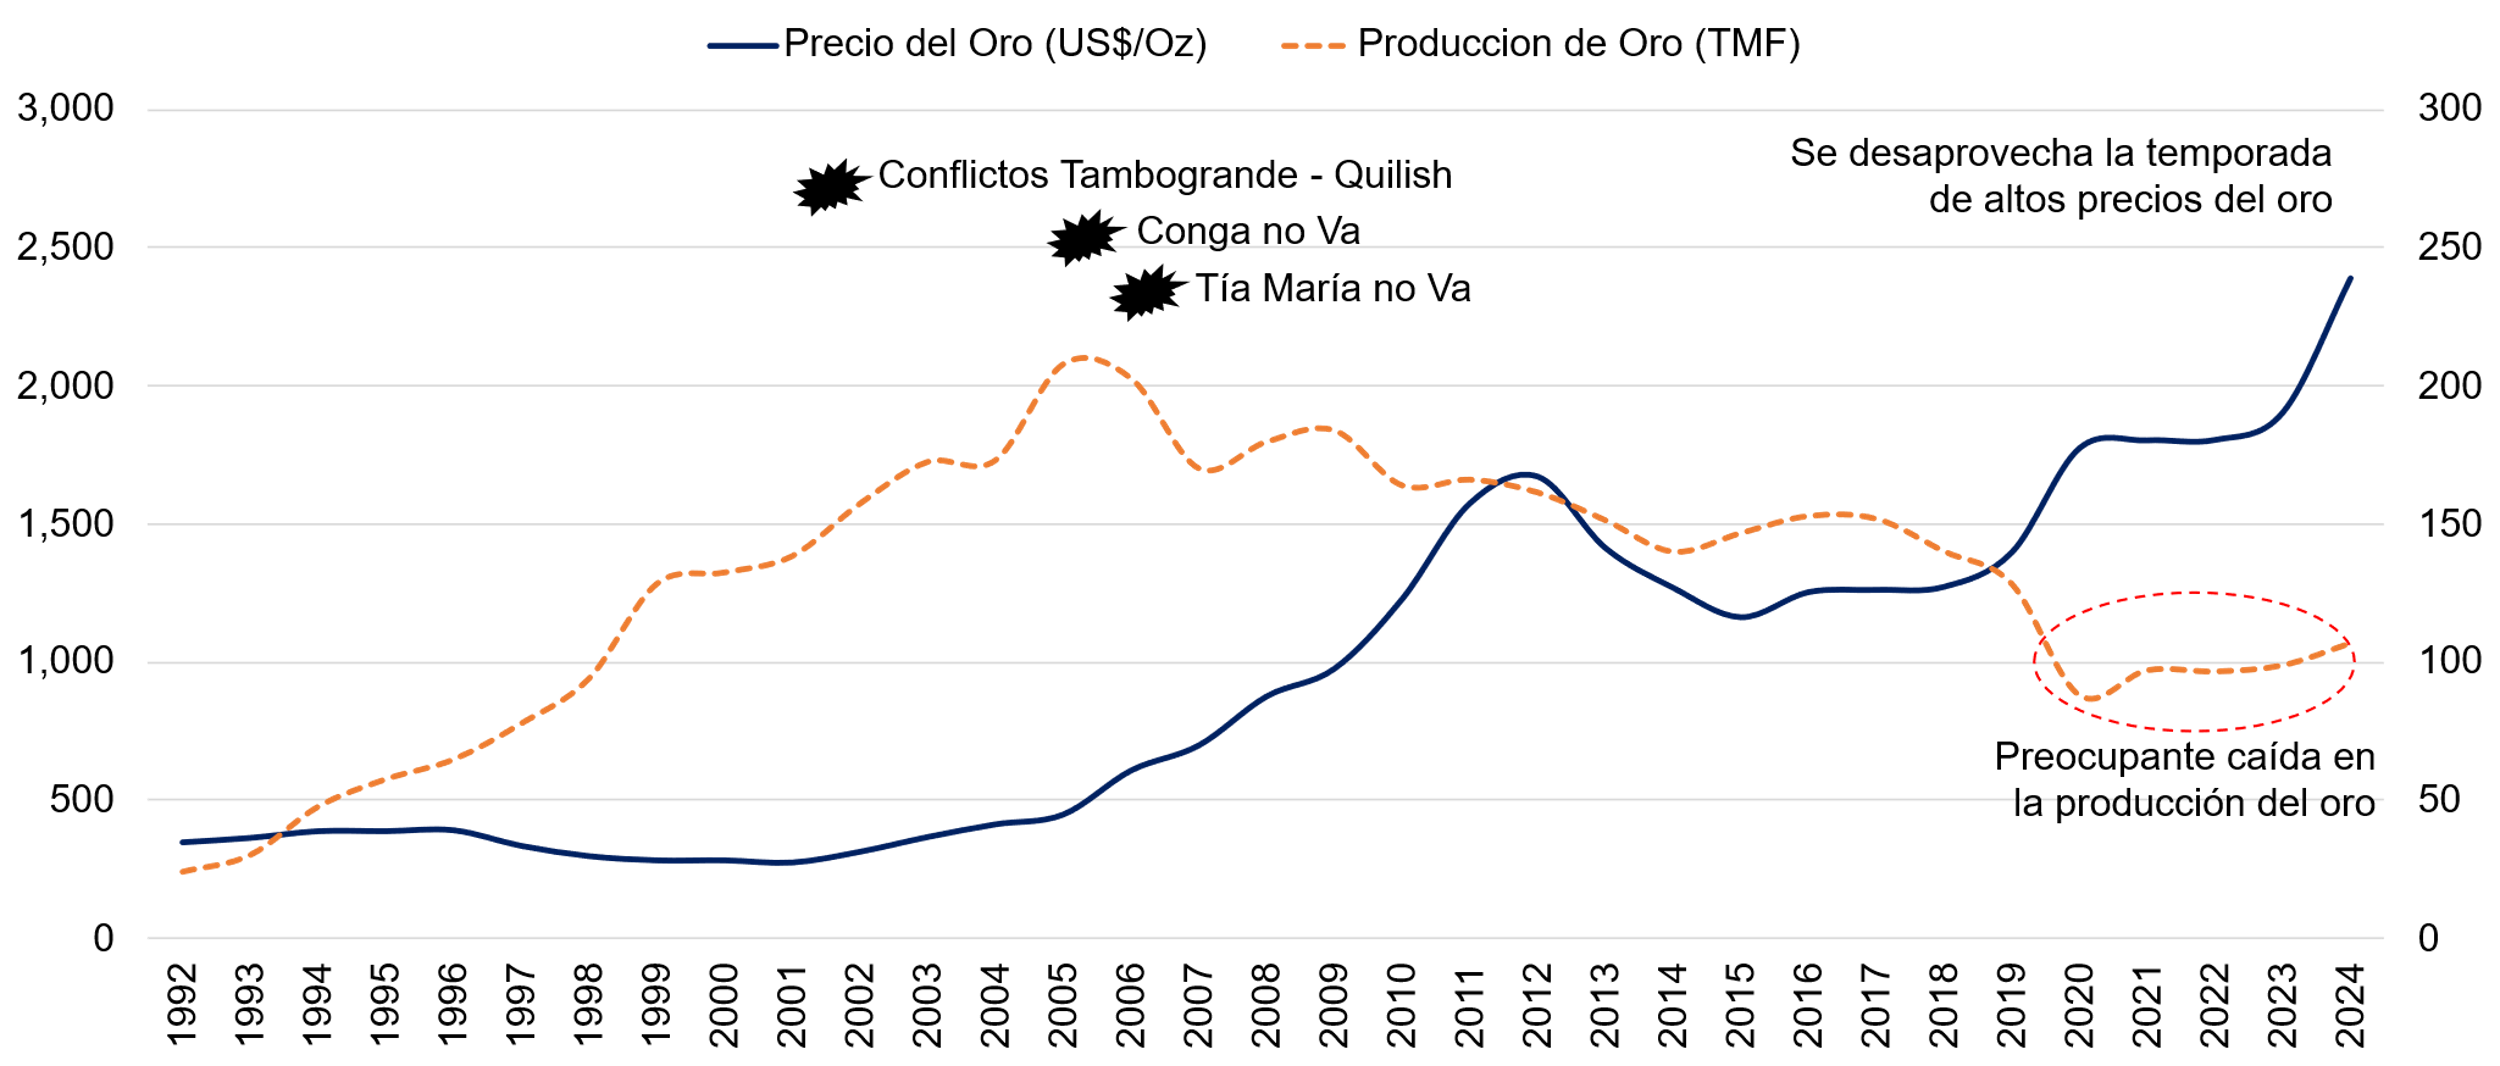 Precio del Oro (US$/Oz) Produccion de Oro (TMF)
3,000 300
Se desaprovecha la temporada
de altos precios del oro
Conflictos Tambogrande - Quilish
Conga no Va
2,500 250
Tía María no Va
2,000 200
1,500 150
1,000 100
Preocupante caída en
la producción del oro
500 50
0 0
1992 1993 1994 1995 1996 1997 1998 1999 2000 2001 2002 2003 2004 2005 2006 2007 2008 2009 2010 2011 2012 2013 2014 2015 2016 2017 2018 2019 2020 2021 2022 2023 2024